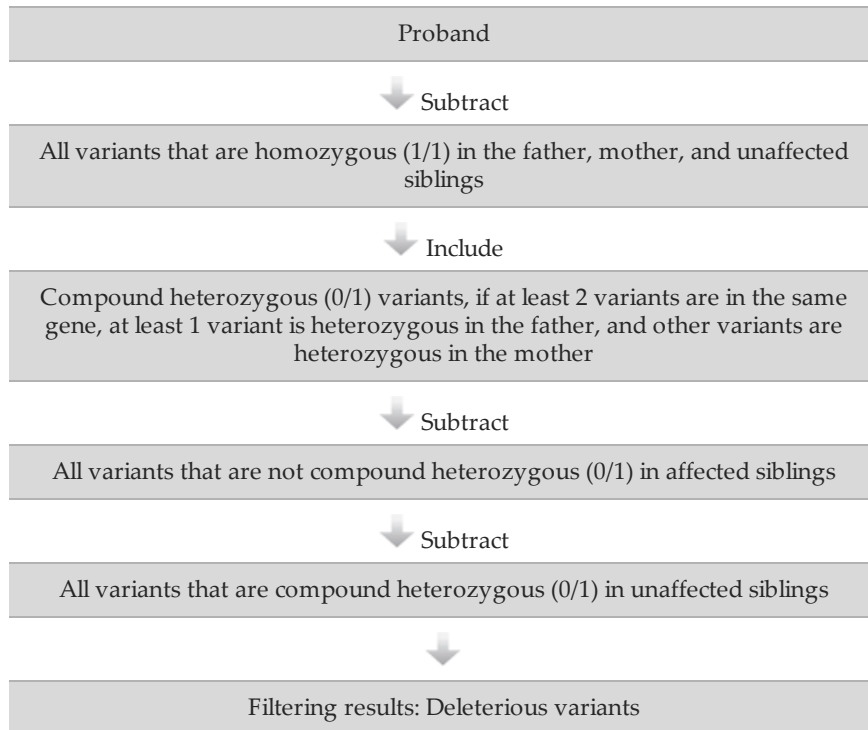 Proband
Subtract
All variants that are homozygous (1/1) in the father, mother, and unaffected
siblings
Include
Compound heterozygous (0/1) variants, if at least 2 variants are in the same
gene, at least 1 variant is heterozygous in the father, and other variants are
heterozygous in the mother
Subtract
All variants that are not compound heterozygous (0/1) in affected siblings
Subtract
All variants that are compound heterozygous (0/1) in unaffected siblings
Filtering results: Deleterious variants